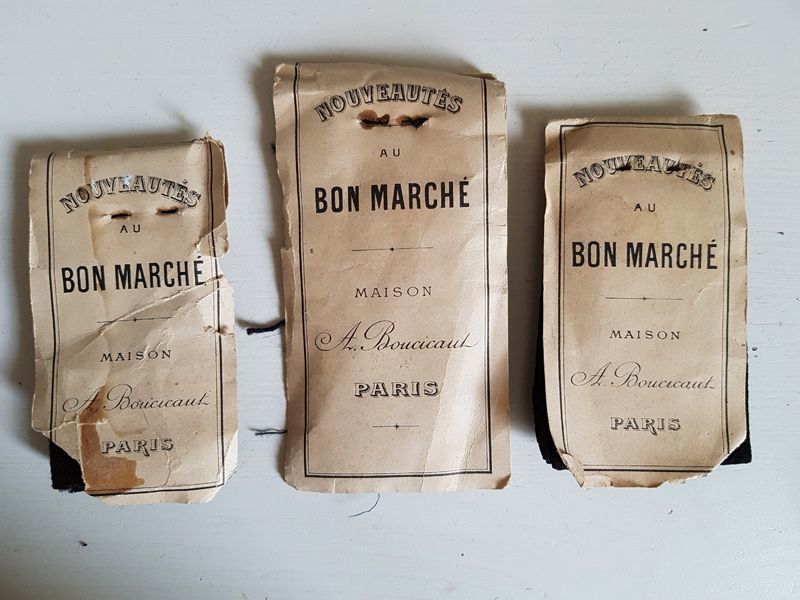 NOUVEAUTÉS
AU
BON MARCHÉ
MAISON
A. Boucicaut
PARIS
NOUVEAUTÉS
AU
BON MARCHÉ
MAISON
A. Boucicaut
PARIS
NOUVEAUTÉS
AU
BON MARCHÉ
MAISON
A. Boucicaut
PARIS